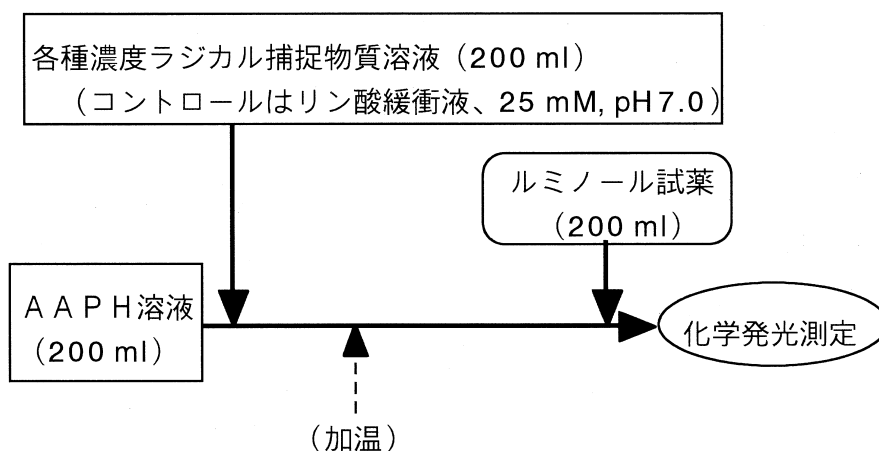 各種濃度ラジカル捕捉物質溶液（200 ml）
（コントロールはリン酸緩衝液、25 mM, pH 7.0）
ルミノール試薬
（200 ml）
ＡＡＰＨ溶液
（200 ml）
化学発光測定
（加温）